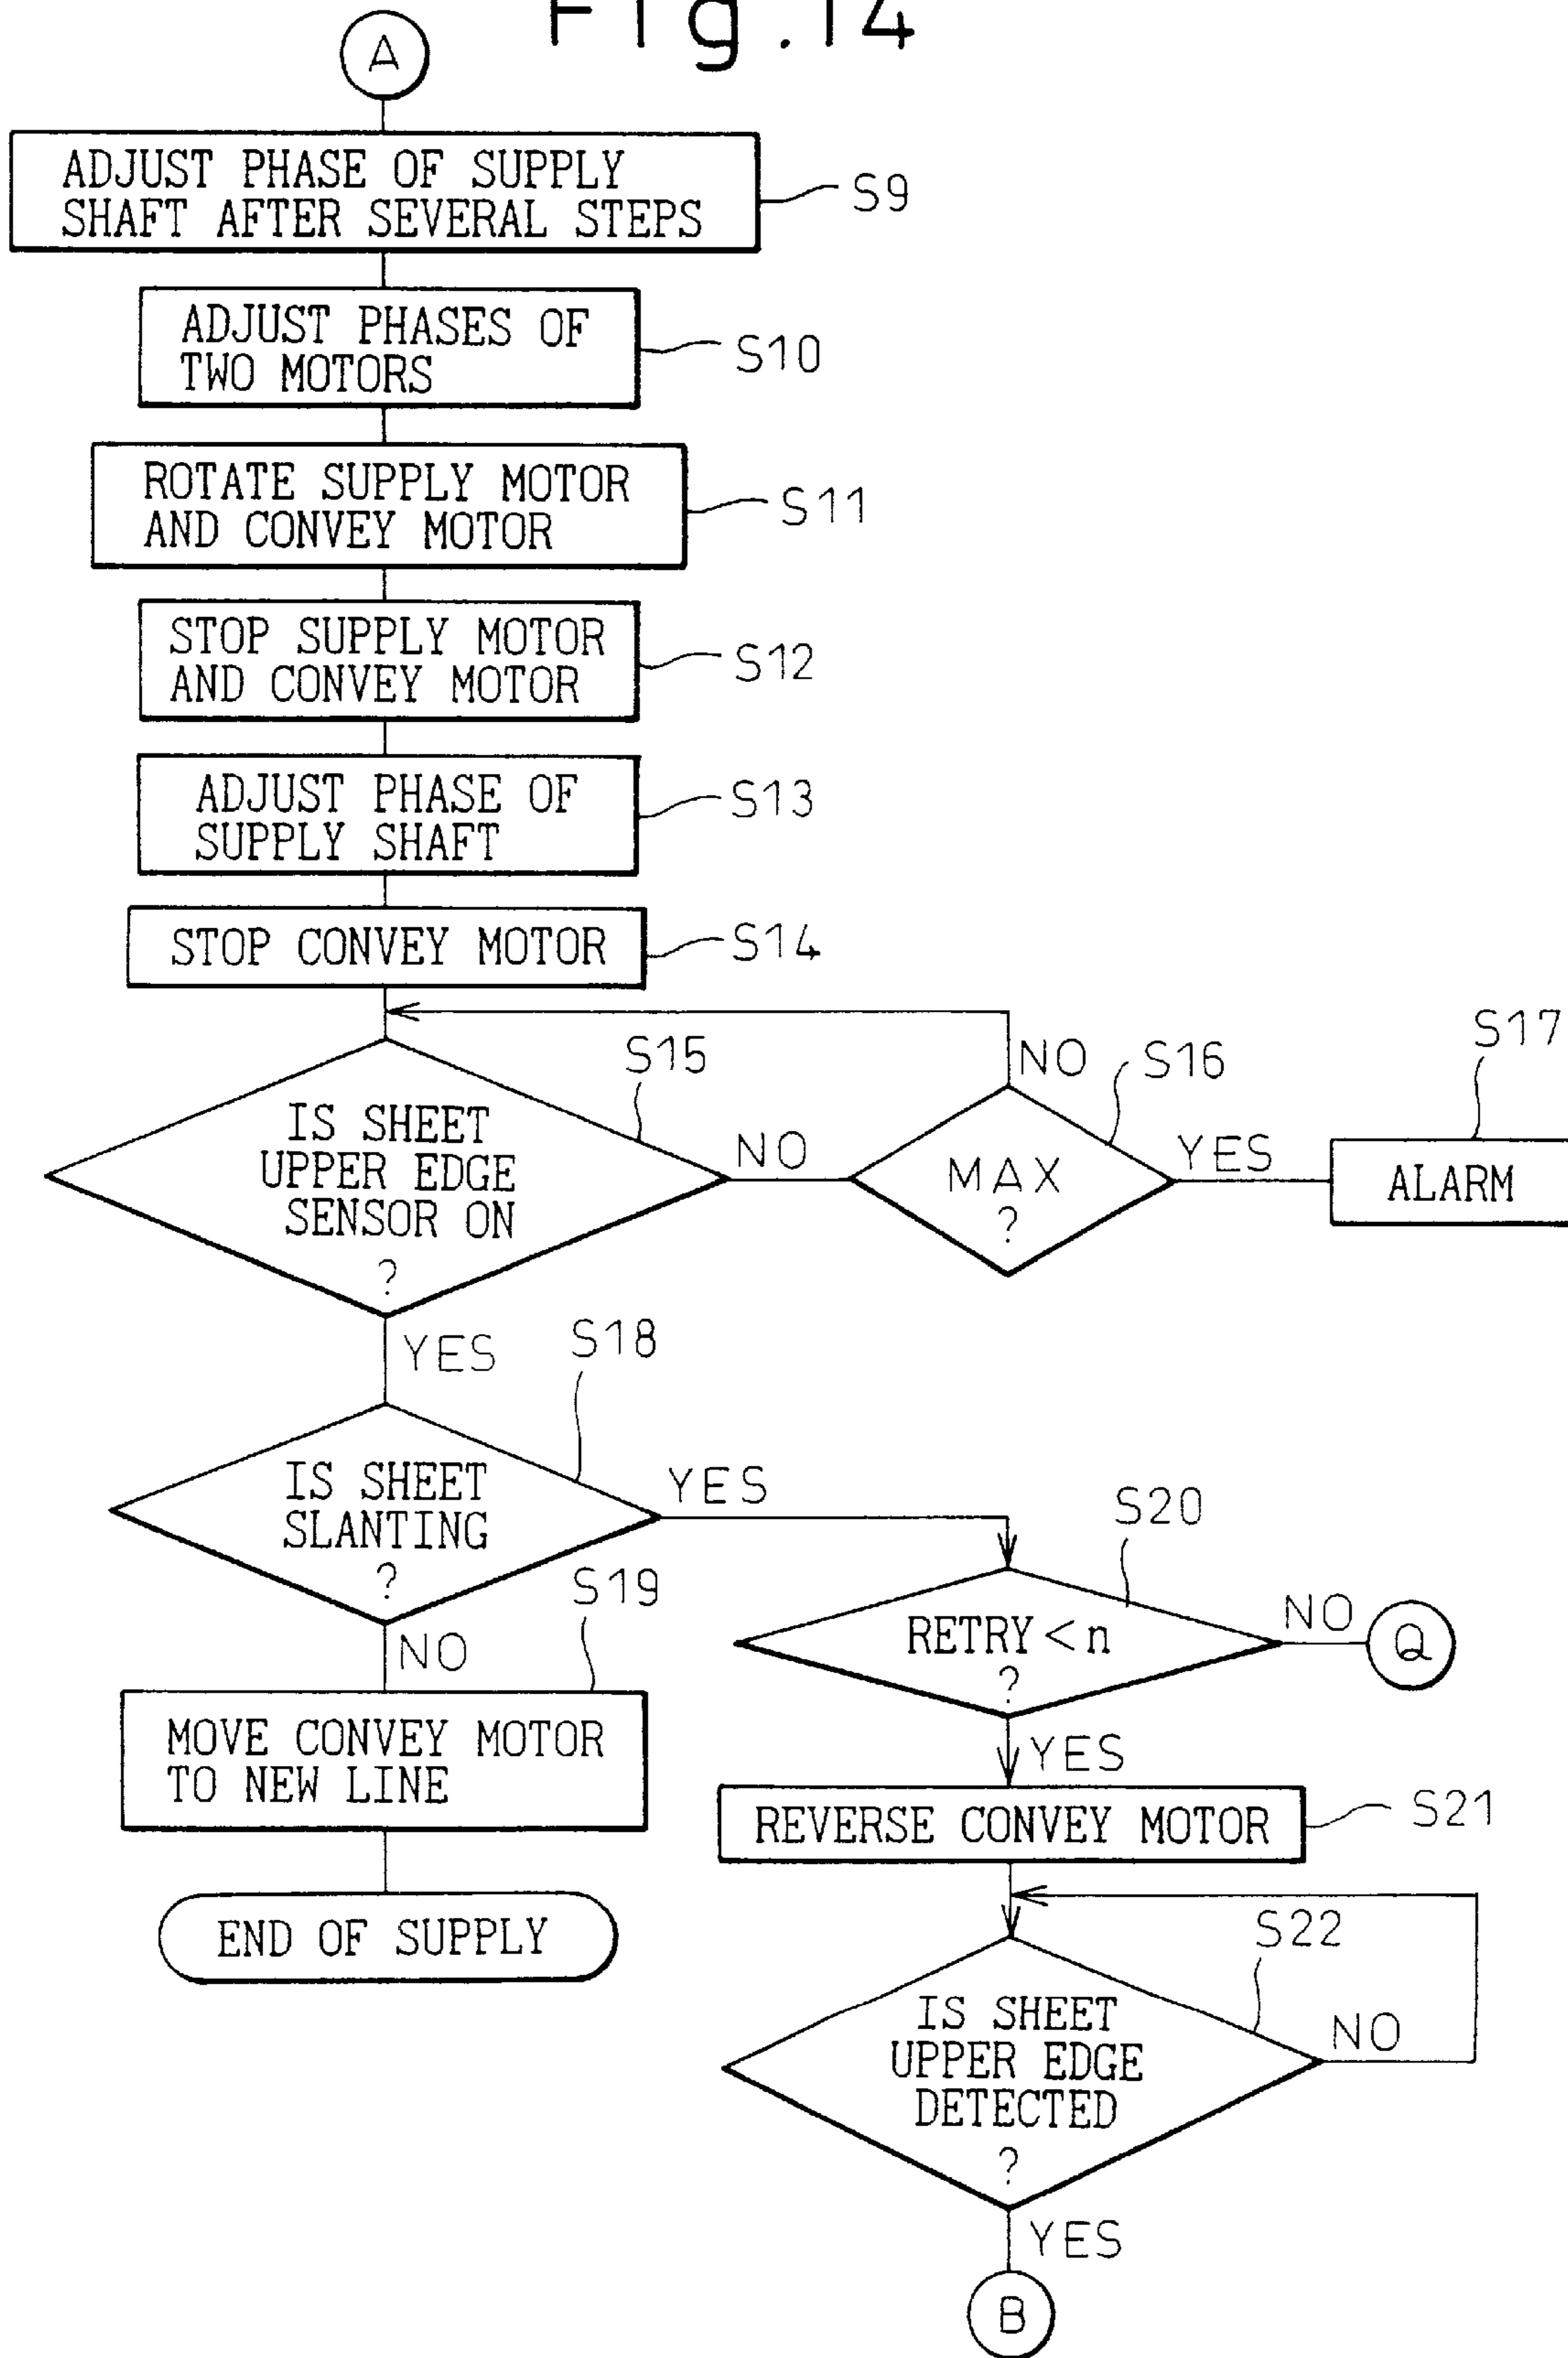 Fig.14
A
ADJUST PHASE OF SUPPLY
SHAFT AFTER SEVERAL STEPS
S9
ADJUST PHASES OF
TWO MOTORS
S10
ROTATE SUPPLY MOTOR
AND CONVEY MOTOR
S11
STOP SUPPLY MOTOR
AND CONVEY MOTOR
S12
ADJUST PHASE OF
SUPPLY SHAFT
S13
STOP CONVEY MOTOR
S14
IS SHEET
UPPER EDGE
SENSOR ON
?
S15
NO
MAX
?
NO
S16
YES
S17
ALARM
YES
S18
IS SHEET
SLANTING
?
YES
S20
RETRY<n
?
NO
Q
NO
S19
MOVE CONVEY MOTOR
TO NEW LINE
END OF SUPPLY
YES
REVERSE CONVEY MOTOR
S21
S22
IS SHEET
UPPER EDGE
DETECTED
?
NO
YES
B